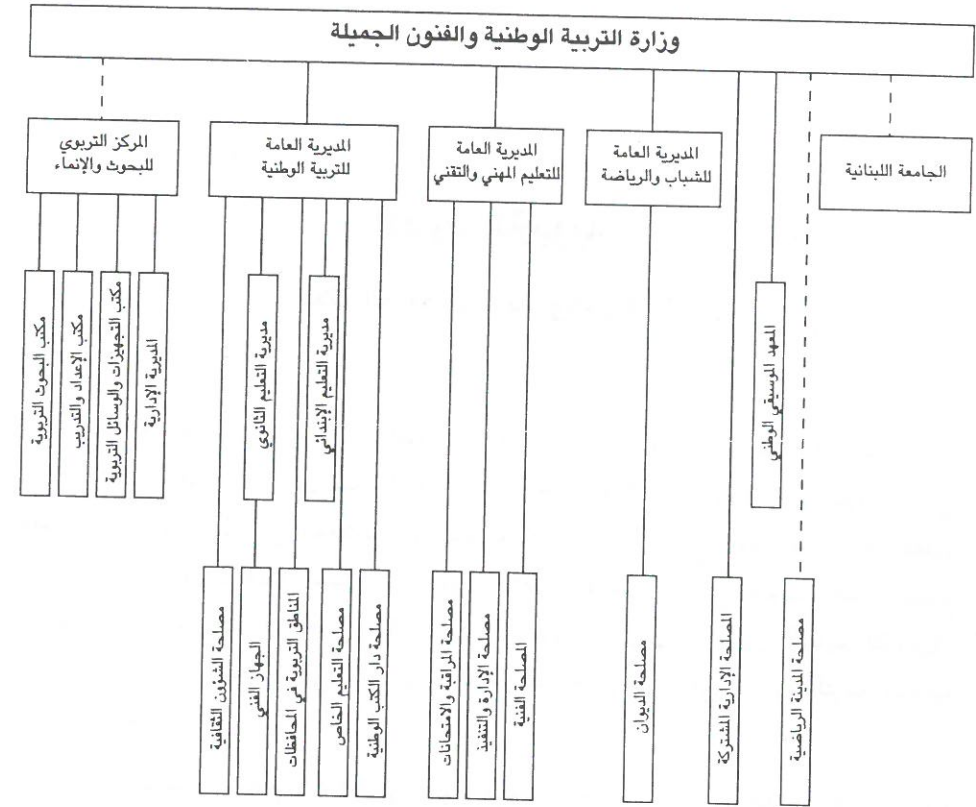 وزارة التربية الوطنية والفنون الجميلة
الجامعة اللبنانية
المديرية العامة
للشباب والرياضة
المديرية العامة
للتعليم المهني والتقني
المديرية العامة
للتربية الوطنية
المركز التربوي
للبحوث والإنماء
المعهد الموسيقي الوطني
مديرية التعليم الإبتدائي
مديرية التعليم الثانوي
المديرية الإدارية
مكتب التجهيزات والوسائل التربوية
مكتب الإعداد والتدريب
مكتب البحوث التربوية
مصلحة المدينة الرياضية
المصلحة الإدارية المشتركة
مصلحة الديوان
المصلحة الفنية
مصلحة الإدارة والتنفيذ
مصلحة المراقبة والامتحانات
مصلحة دار الكتب الوطنية
مصلحة التعليم الخاص
المناطق التربوية في المحافظات
الجهاز الفني
مصلحة الشؤون الثقافية